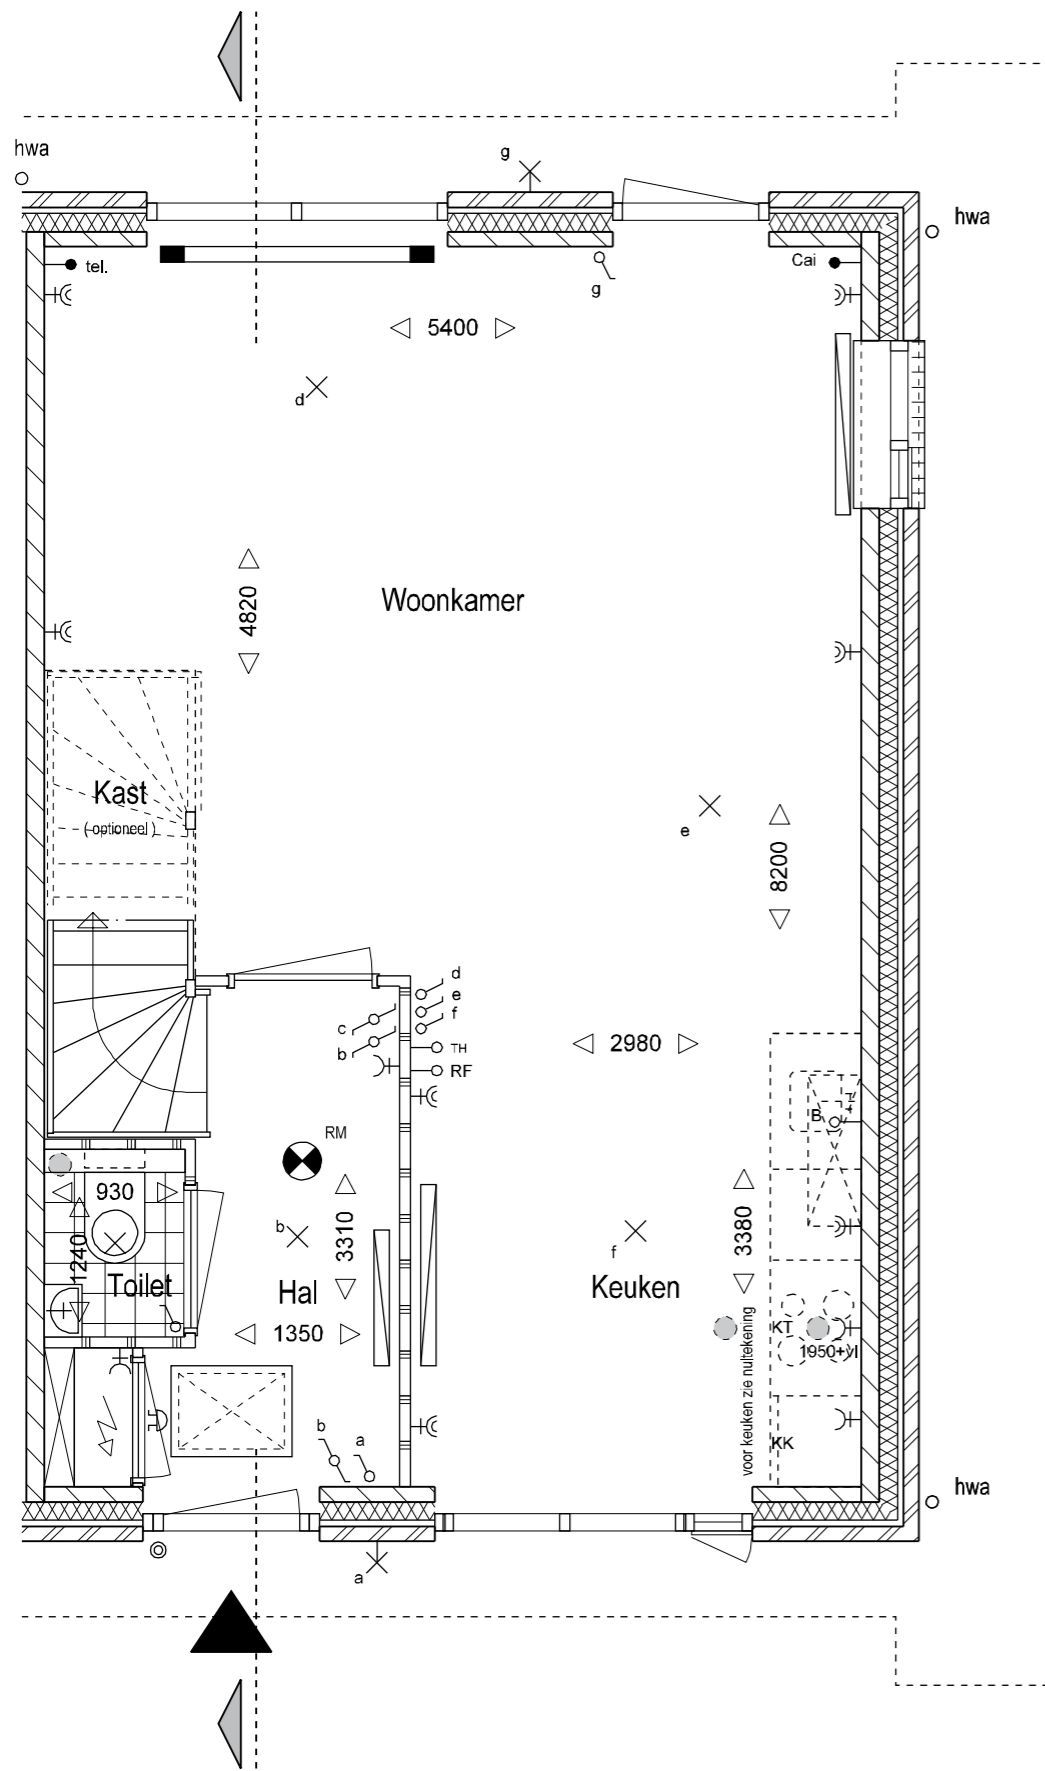 hwa
g
hwa
tel.
Cai
g
5400
d
4820
Woonkamer
Kast
( optioneel )
e
8200
d
e
f
c
b
TH
RF
2980
B
RM
930
b
3310
1240
3380
f
Toilet
Hal
Keuken
1350
KT
1950+vl
voor keuken zie nultekening
KK
b
a
hwa
a